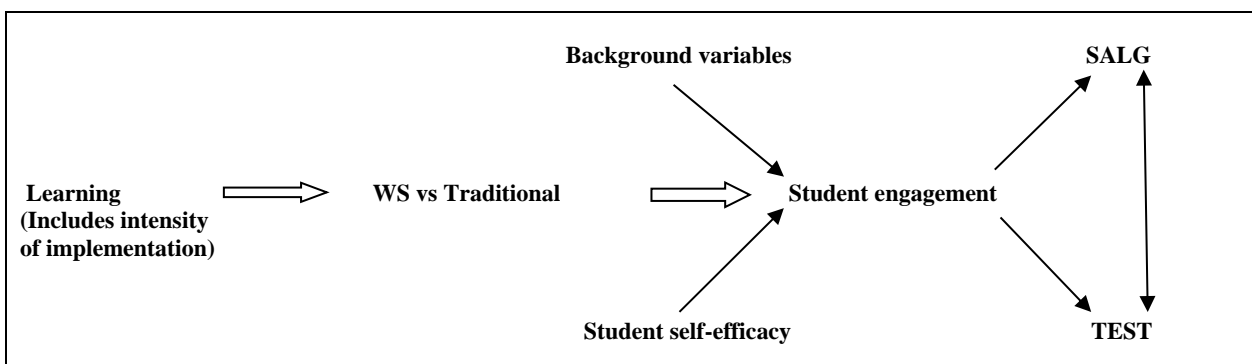 Background variables
SALG
Learning
(Includes intensity
of implementation)
WS vs Traditional
Student engagement
Student self-efficacy
TEST